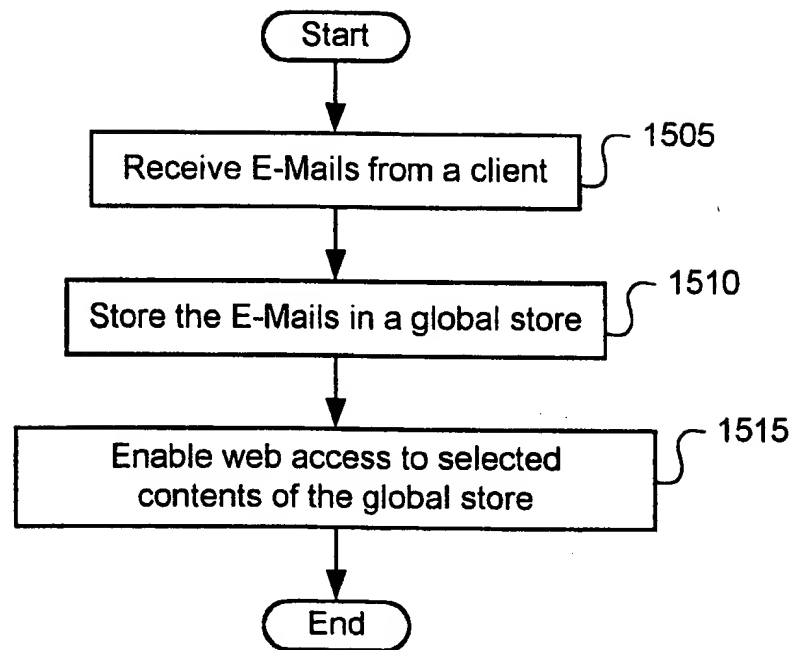 Start
Receive E-Mails from a client
1505
Store the E-Mails in a global store
1510
Enable web access to selected
contents of the global store
1515
End